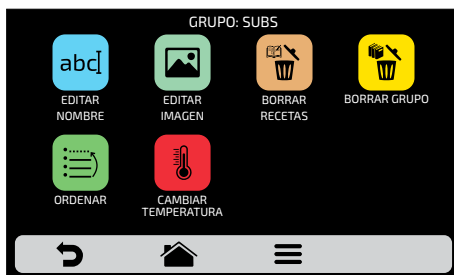 GRUPO: SUBS
abc
EDITAR
NOMBRE
EDITAR
IMAGEN
BORRAR
RECETAS
BORRAR GRUPO
ORDENAR
CAMBIAR
TEMPERATURA